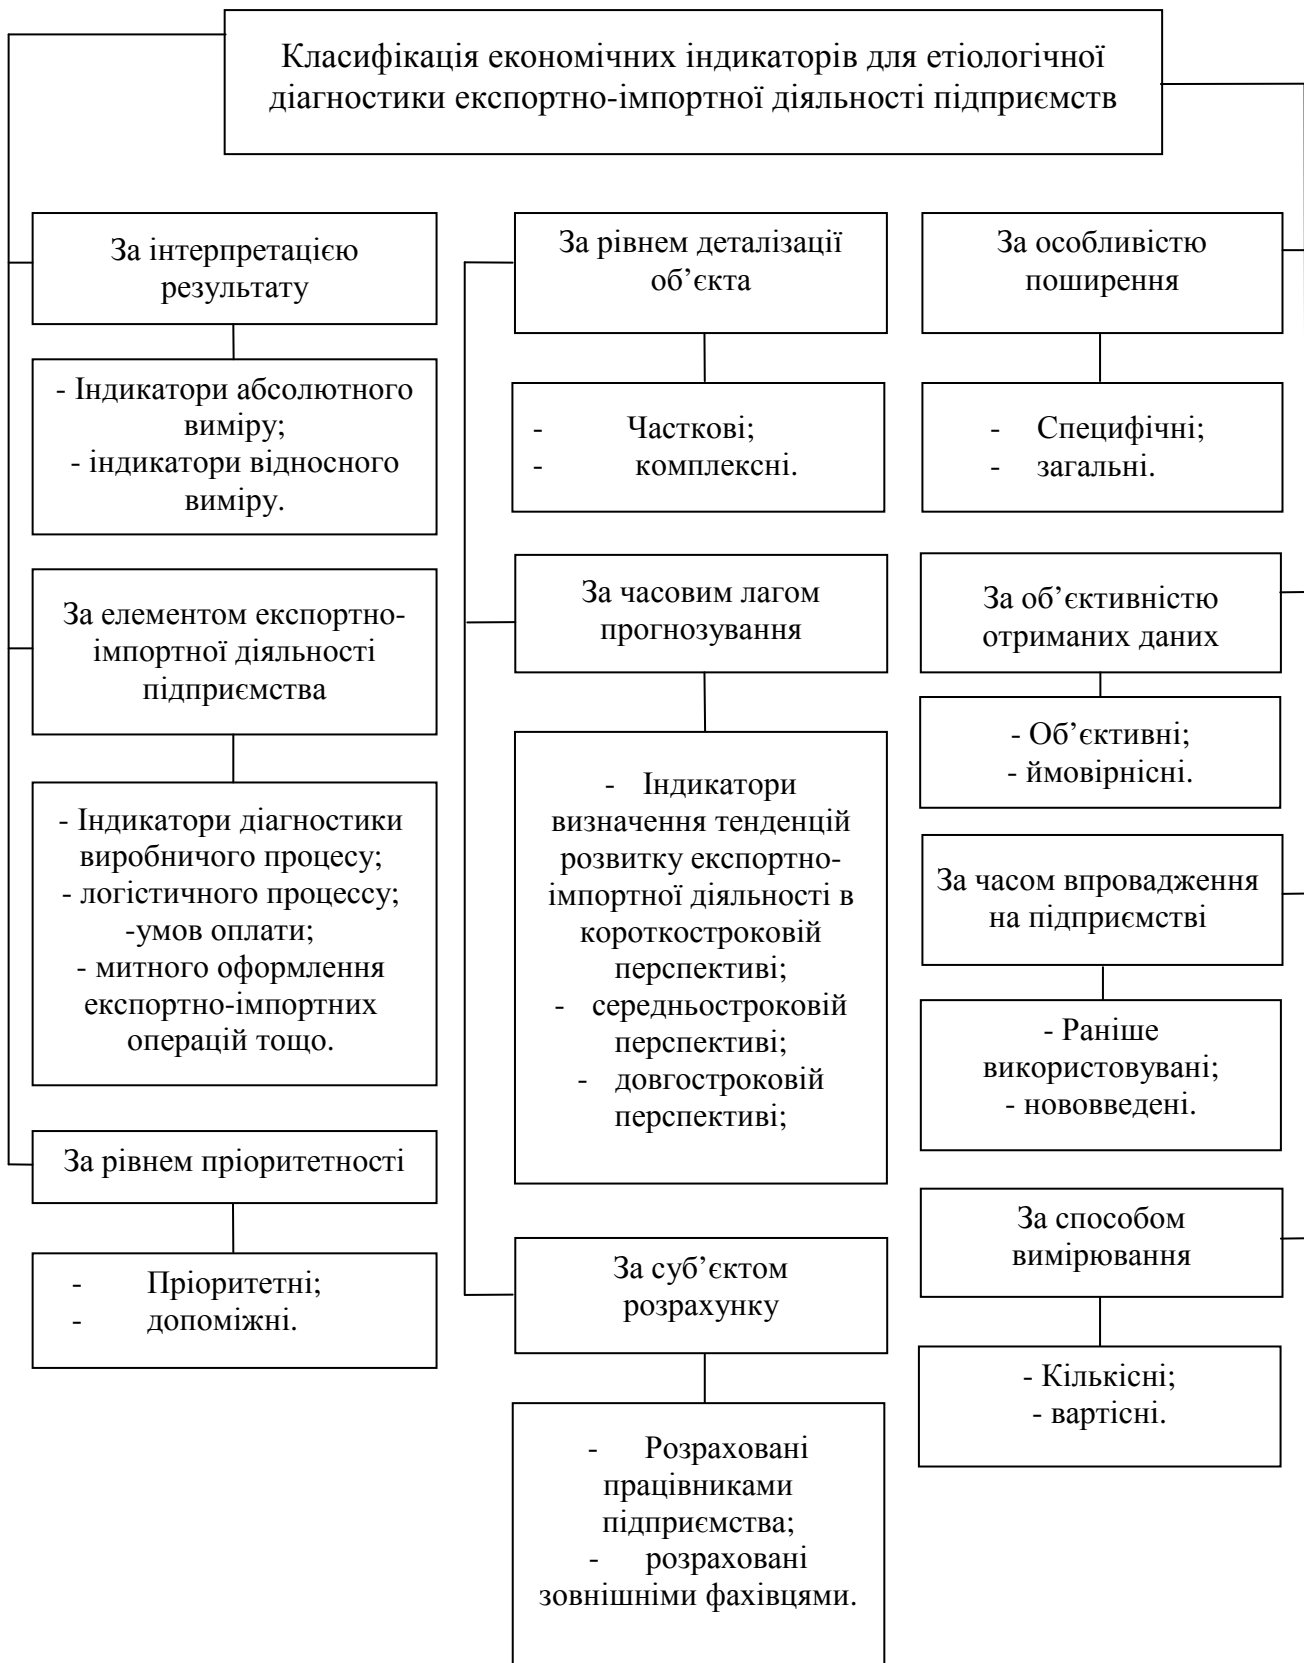 Класифікація економічних індикаторів для етіологічної
діагностики експортно-імпортної діяльності підприємств
За інтерпретацією
результату
- Індикатори абсолютного
виміру;
- індикатори відносного
виміру.
За елементом експортно-
імпортної діяльності
підприємства
- Індикатори діагностики
виробничого процесу;
- логістичного процессу;
-умов оплати;
- митного оформлення
експортно-імпортних
операцій тощо.
За рівнем пріоритетності
- Пріоритетні;
- допоміжні.
За рівнем деталізації
об’єкта
- Часткові;
- комплексні.
За часовим лагом
прогнозування
- Індикатори
визначення тенденцій
розвитку експортно-
імпортної діяльності в
короткостроковій
перспективі;
- середньостроковій
перспективі;
- довгостроковій
перспективі;
За суб’єктом
розрахунку
- Розраховані
працівниками
підприємства;
- розраховані
зовнішніми фахівцями.
За особливістю
поширення
- Специфічні;
- загальні.
За об’єктивністю
отриманих даних
- Об’єктивні;
- ймовірнісні.
За часом впровадження
на підприємстві
- Раніше
використовувані;
- нововведені.
За способом
вимірювання
- Кількісні;
- вартісні.